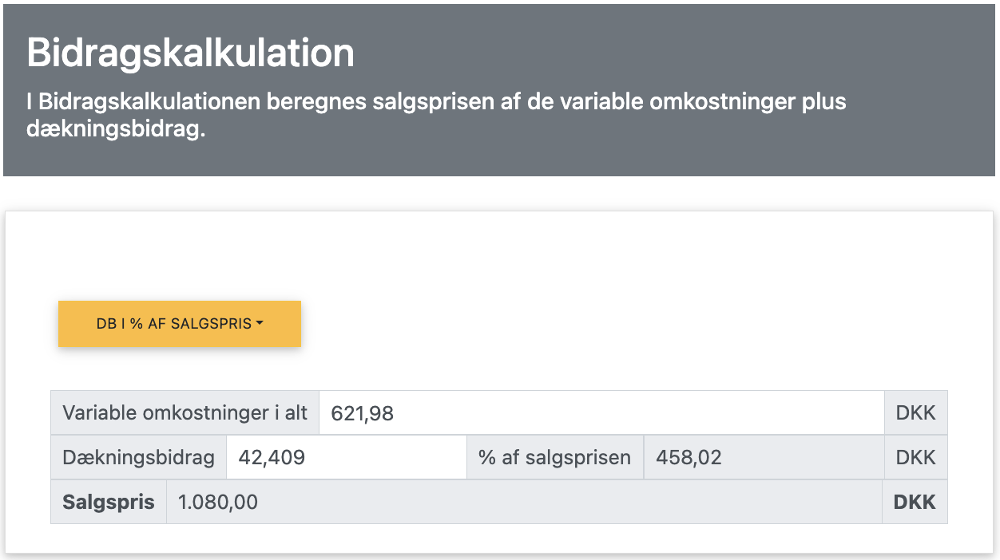 Bidragskalkulation
I Bidragskalkulationen beregnes salgsprisen af de variable omkostninger plus
dækningsbidrag.
DB I % AF SALGSPRIS
Variable omkostninger i alt 621,98 DKK
Dækningsbidrag 42,409 % af salgsprisen 458,02 DKK
Salgspris 1.080,00 DKK